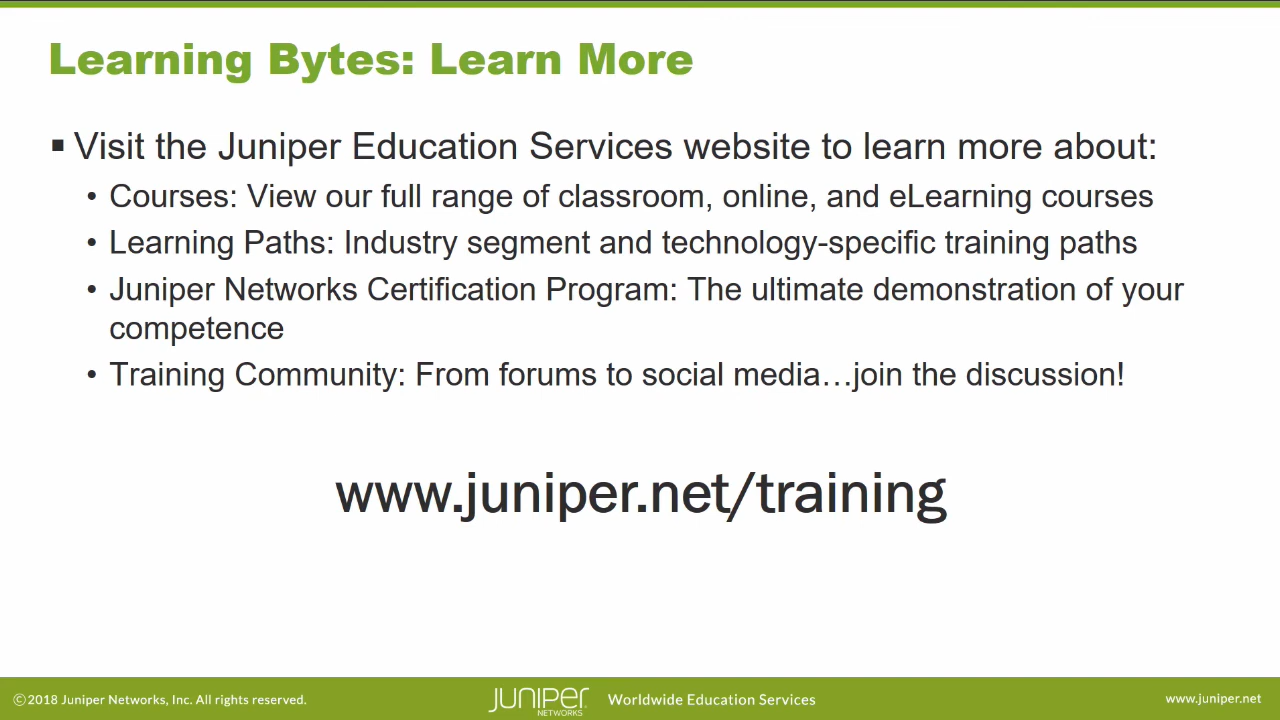 Learning Bytes: Learn More
▪ Visit the Juniper Education Services website to learn more about:
• Courses: View our full range of classroom, online, and eLearning courses
• Learning Paths: Industry segment and technology-specific training paths
• Juniper Networks Certification Program: The ultimate demonstration of your
competence
• Training Community: From forums to social media…join the discussion!
www.juniper.net/training
©2018 Juniper Networks, Inc. All rights reserved.
JUNIPER
NETWORKS
Worldwide Education Services
www.juniper.net